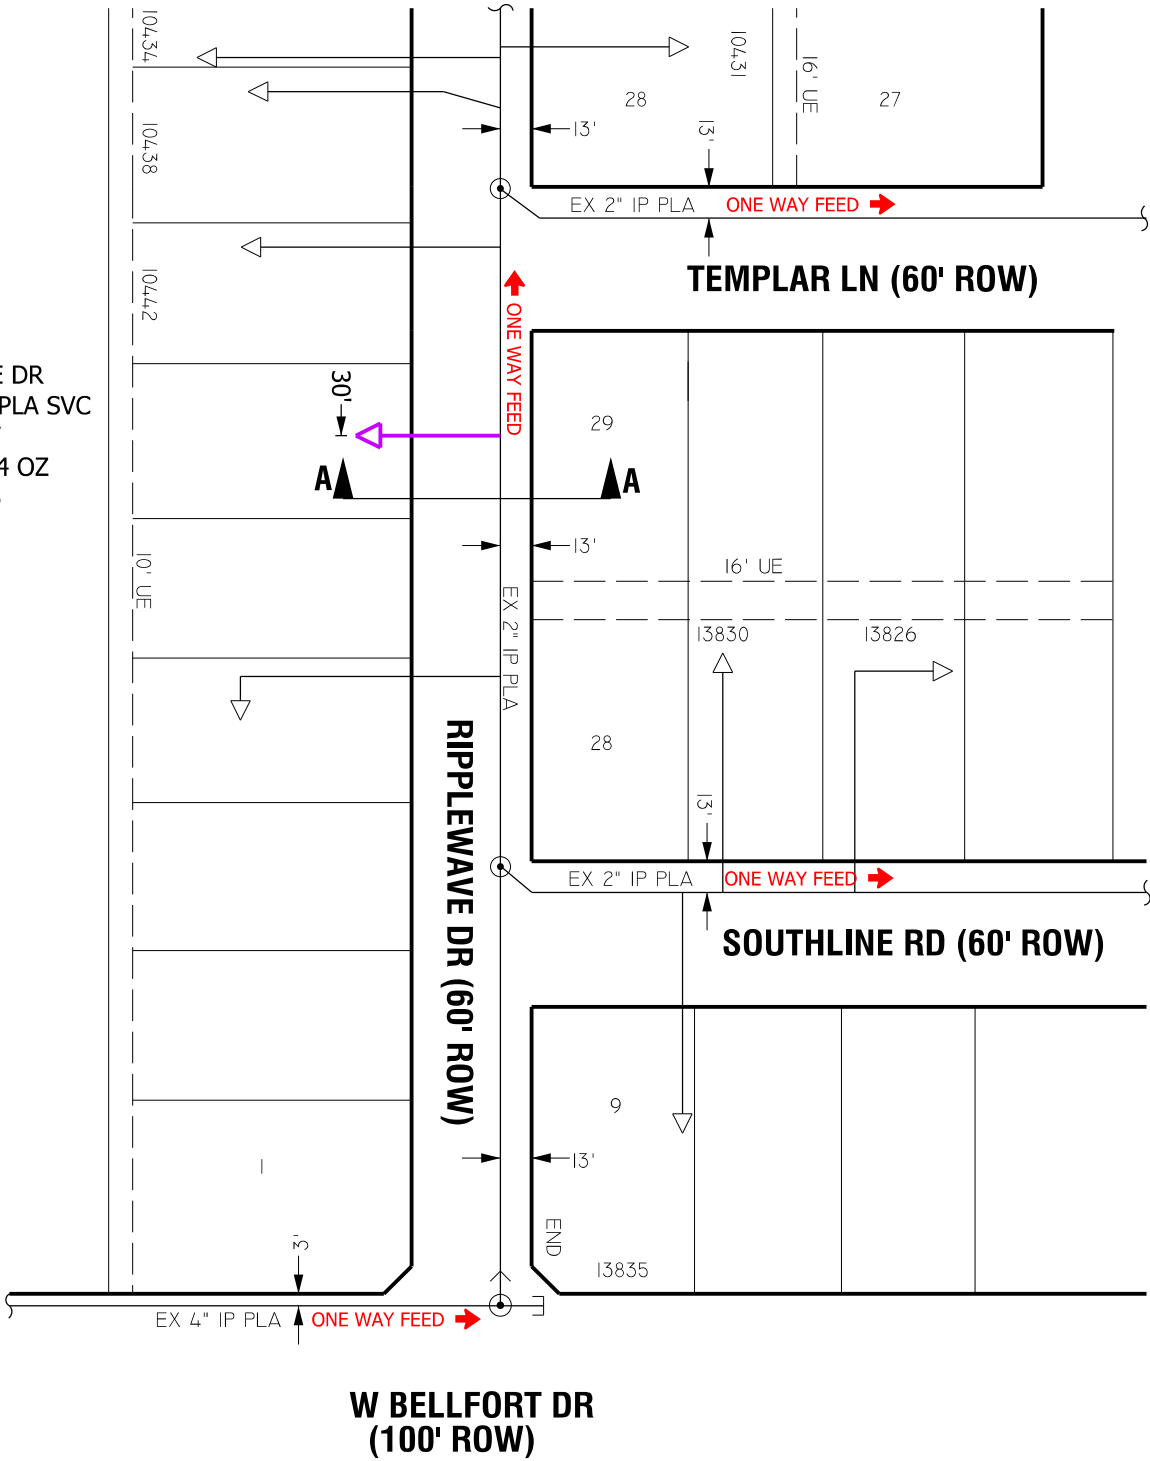 10434
10431
16' UE
28
27
13'
13'
10438
EX 2" IP PLA
ONE WAY FEED
TEMPLAR LN (60' ROW)
10442
ONE WAY FEED
E DR
PLA SVC
4 OZ
30'
29
A
A
13'
10' UE
16' UE
EX 2" IP PLA
13830
13826
28
RIPPLEWAVE DR (60' ROW)
13'
EX 2" IP PLA
ONE WAY FEED
SOUTHLINE RD (60' ROW)
9
1
13'
END
3'
13835
EX 4" IP PLA
ONE WAY FEED
W BELLFORT DR
(100' ROW)